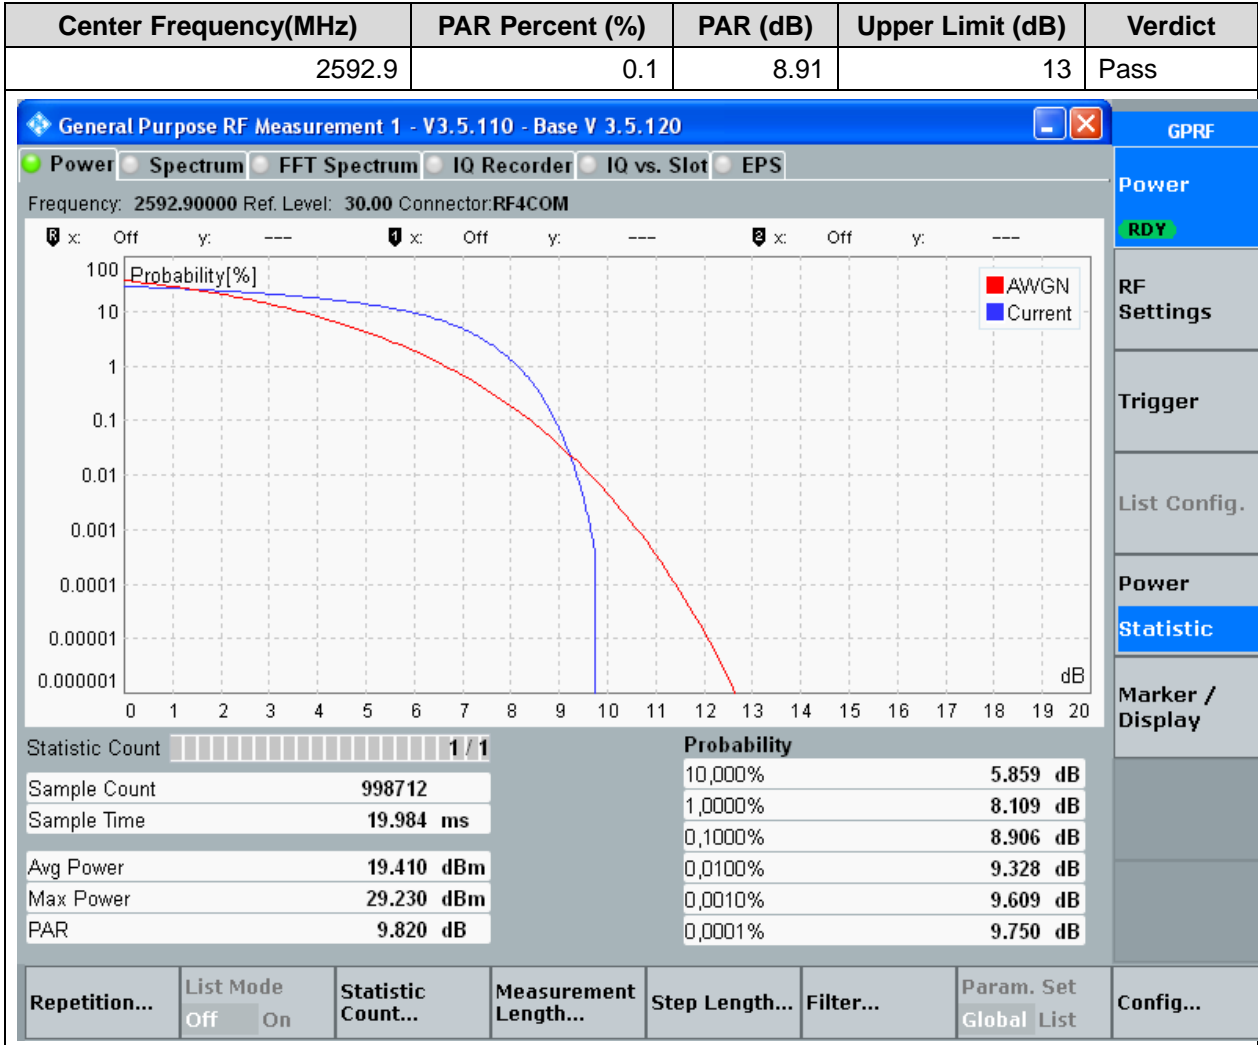 Center Frequency(MHz) PAR Percent (%) PAR (dB) Upper Limit (dB) Verdict
2592.9 0.1 8.91 13 Pass
General Purpose RF Measurement 1 - V3.5.110 - Base V 3.5.120
GPRF
Power Spectrum FFT Spectrum IQ Recorder IQ vs. Slot EPS
Frequency: 2592.90000 Ref. Level: 30.00 Connector:RF4COM
R x: Off y: --- 1 x: Off y: --- 2 x: Off y: ---
Power
RDY
RF
Settings
Trigger
List Config.
Power
Statistic
Marker /
Display
Probability[%]
AWGN
Current
100
10
1
0.1
0.01
0.001
0.0001
0.00001
0.000001
dB
0 1 2 3 4 5 6 7 8 9 10 11 12 13 14 15 16 17 18 19 20
Statistic Count 1 / 1
Sample Count 998712
Sample Time 19.984 ms
Avg Power 19.410 dBm
Max Power 29.230 dBm
PAR 9.820 dB
Probability
10,000% 5.859 dB
1,0000% 8.109 dB
0,1000% 8.906 dB
0,0100% 9.328 dB
0,0010% 9.609 dB
0,0001% 9.750 dB
Repetition...
List Mode
Off On
Statistic
Count...
Measurement
Length...
Step Length...
Filter...
Param. Set
Global List
Config...